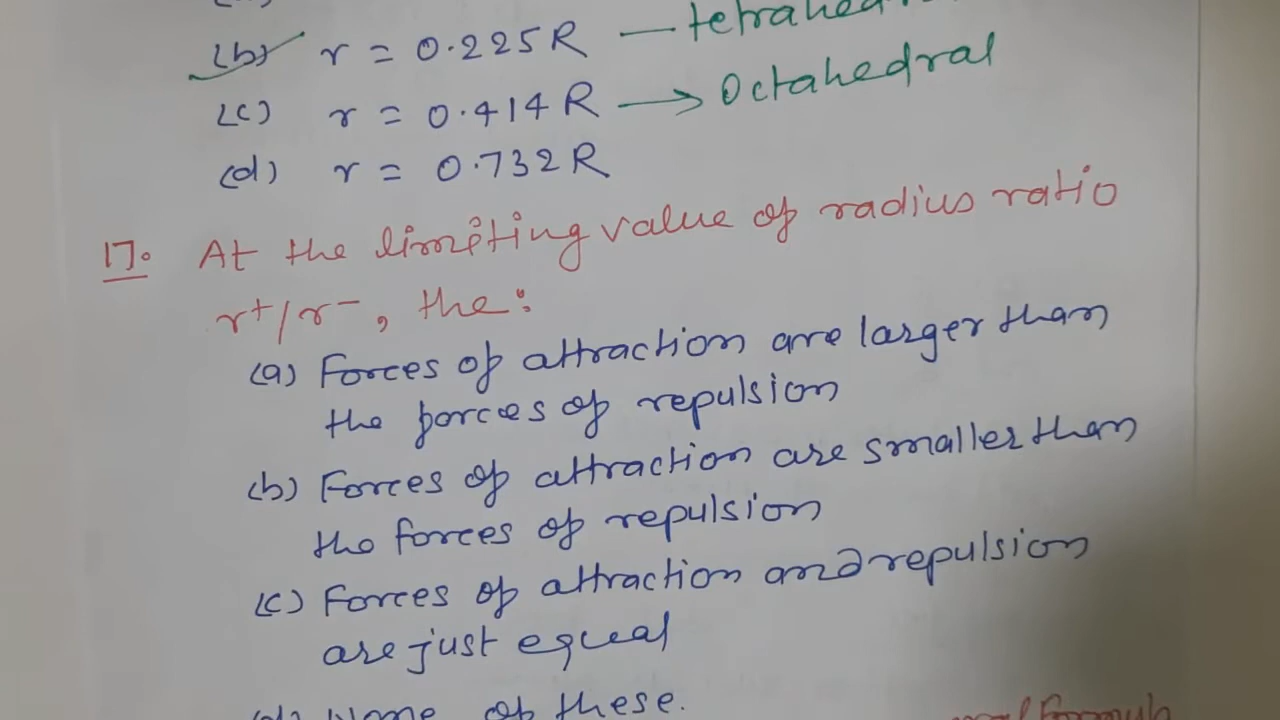 (b) r = 0.225R — tetrahed
(c) r = 0.414R → Octahedral
(d) r = 0.732R
17. At the limiting value of radius ratio
r+/r-, the:
(a) Forces of attraction are larger than
the forces of repulsion
(b) Forces of attraction are smaller than
the forces of repulsion
(c) Forces of attraction and repulsion
are just equal
(d) None of these.